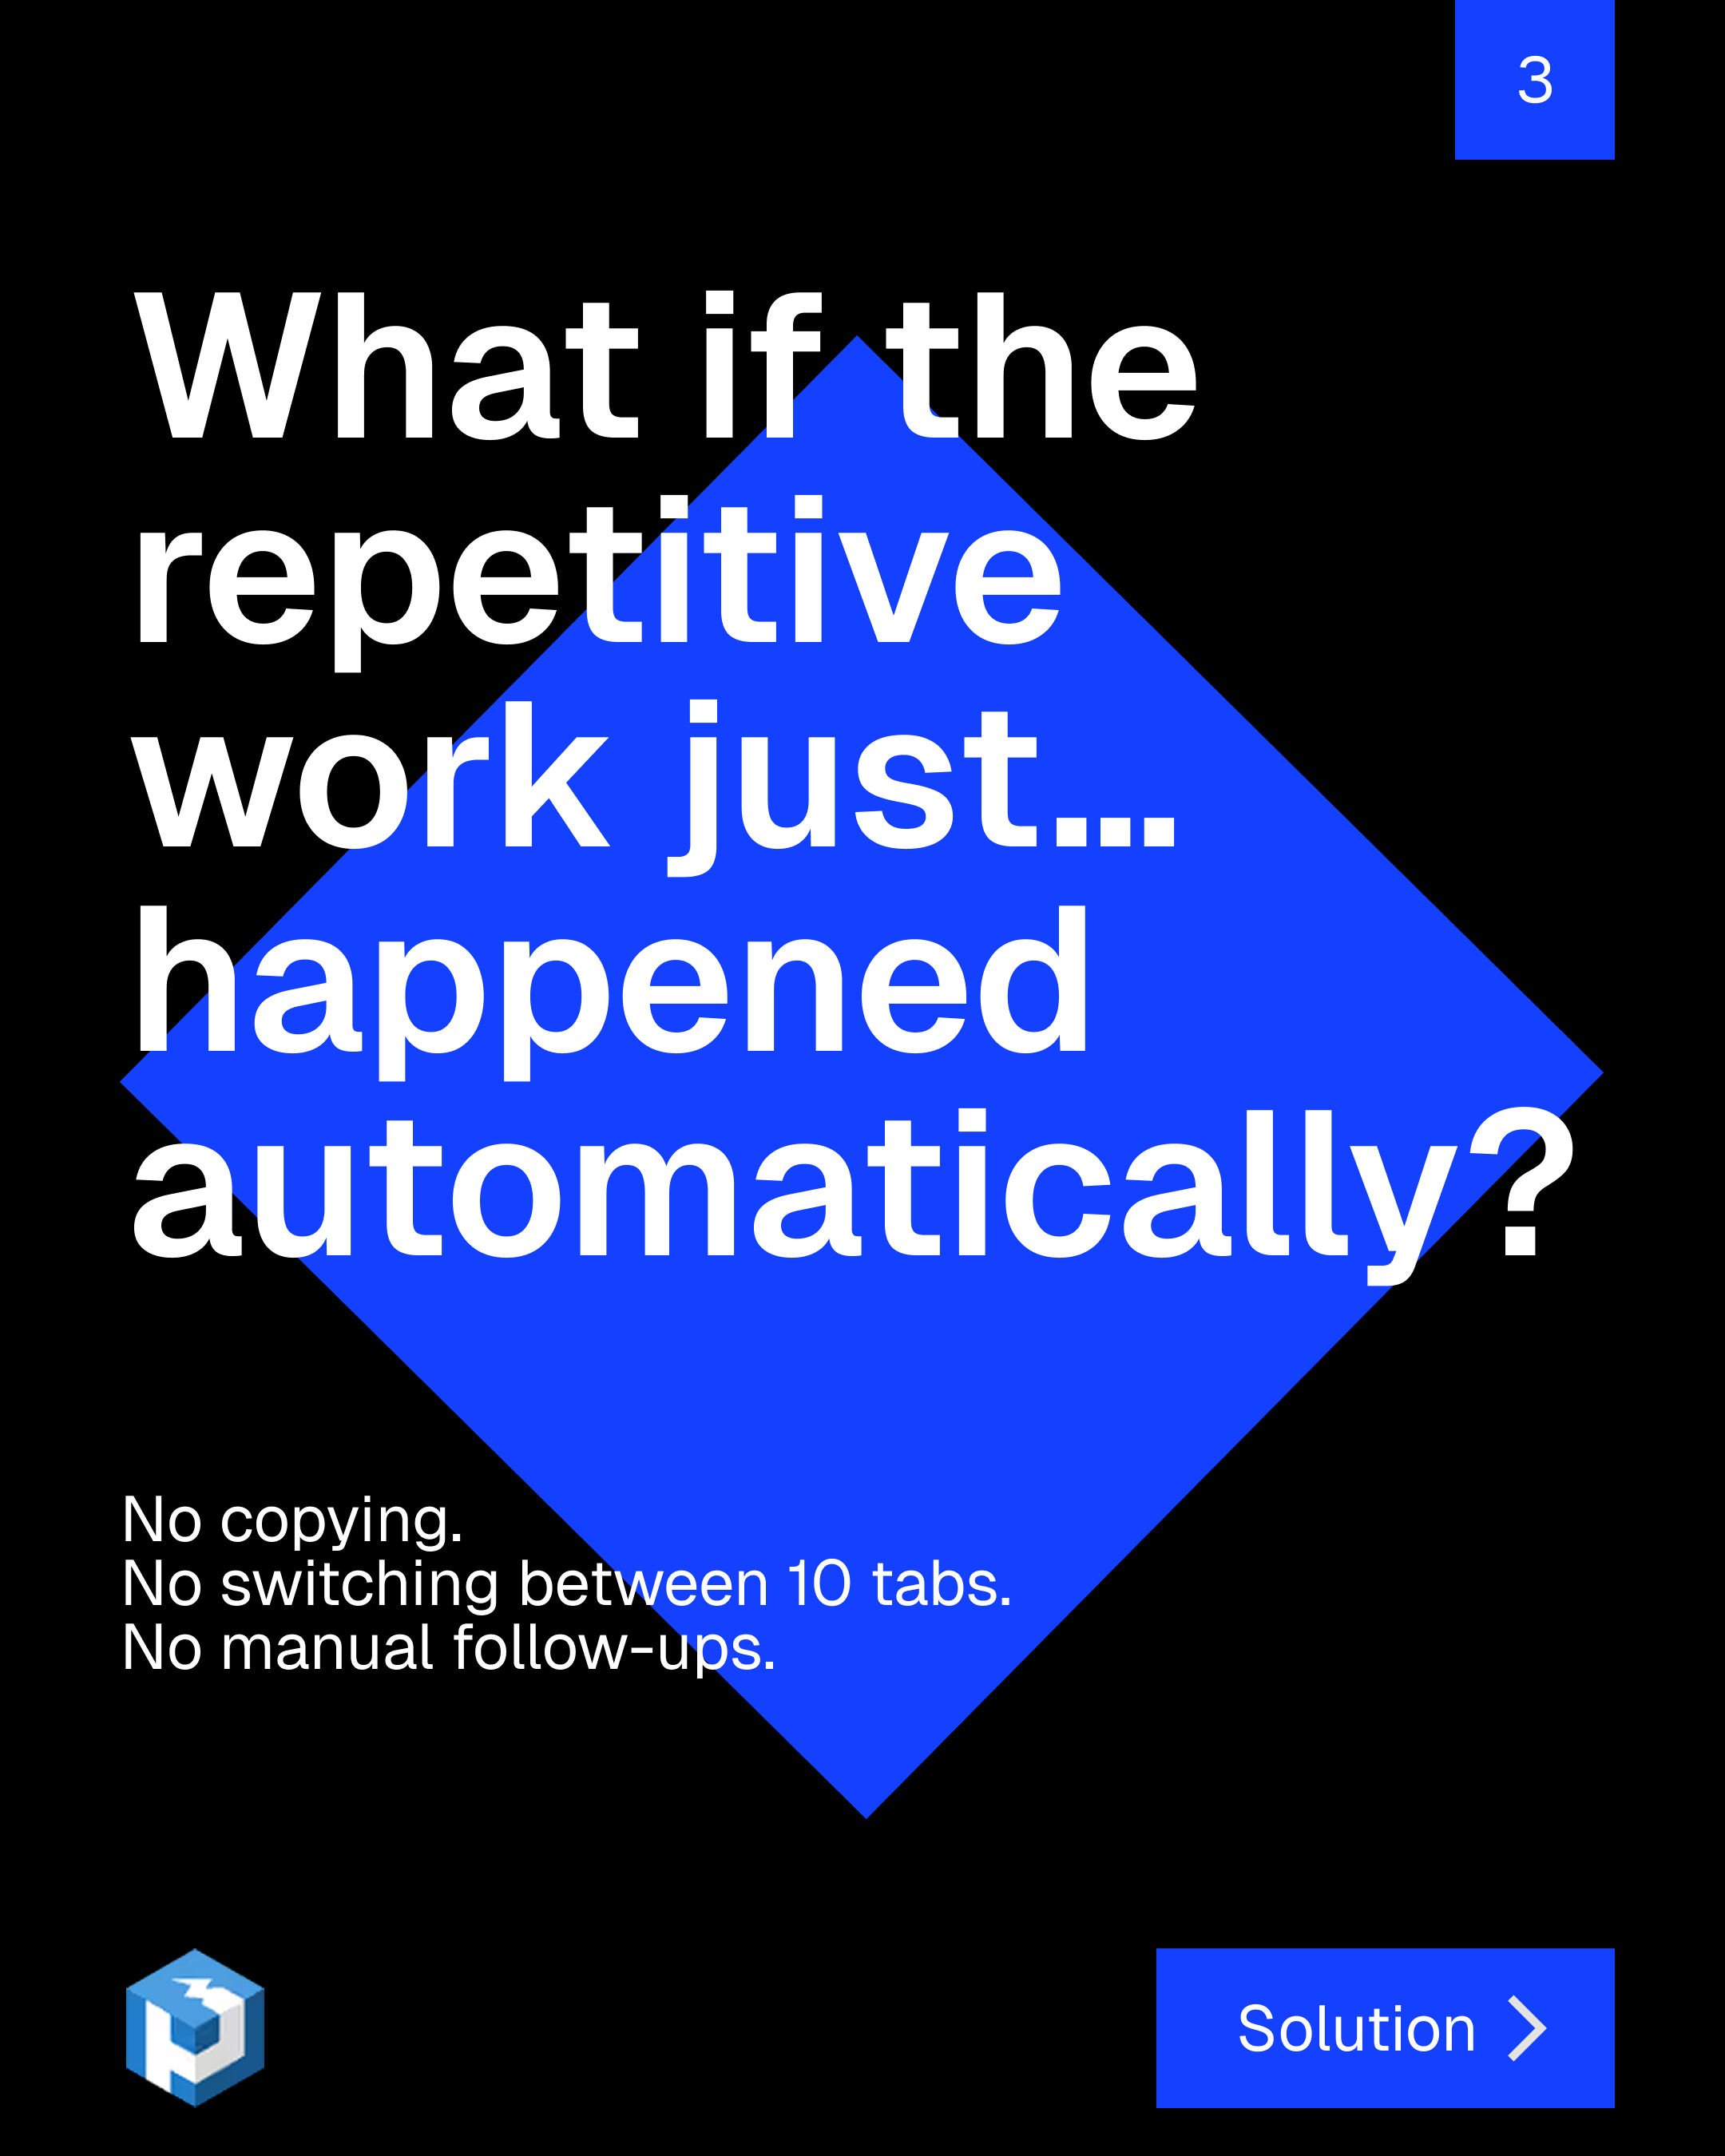 3
What if the
repetitive
work just...
happened
automatically?
No copying.
No switching between 10 tabs.
No manual follow-ups.
Solution